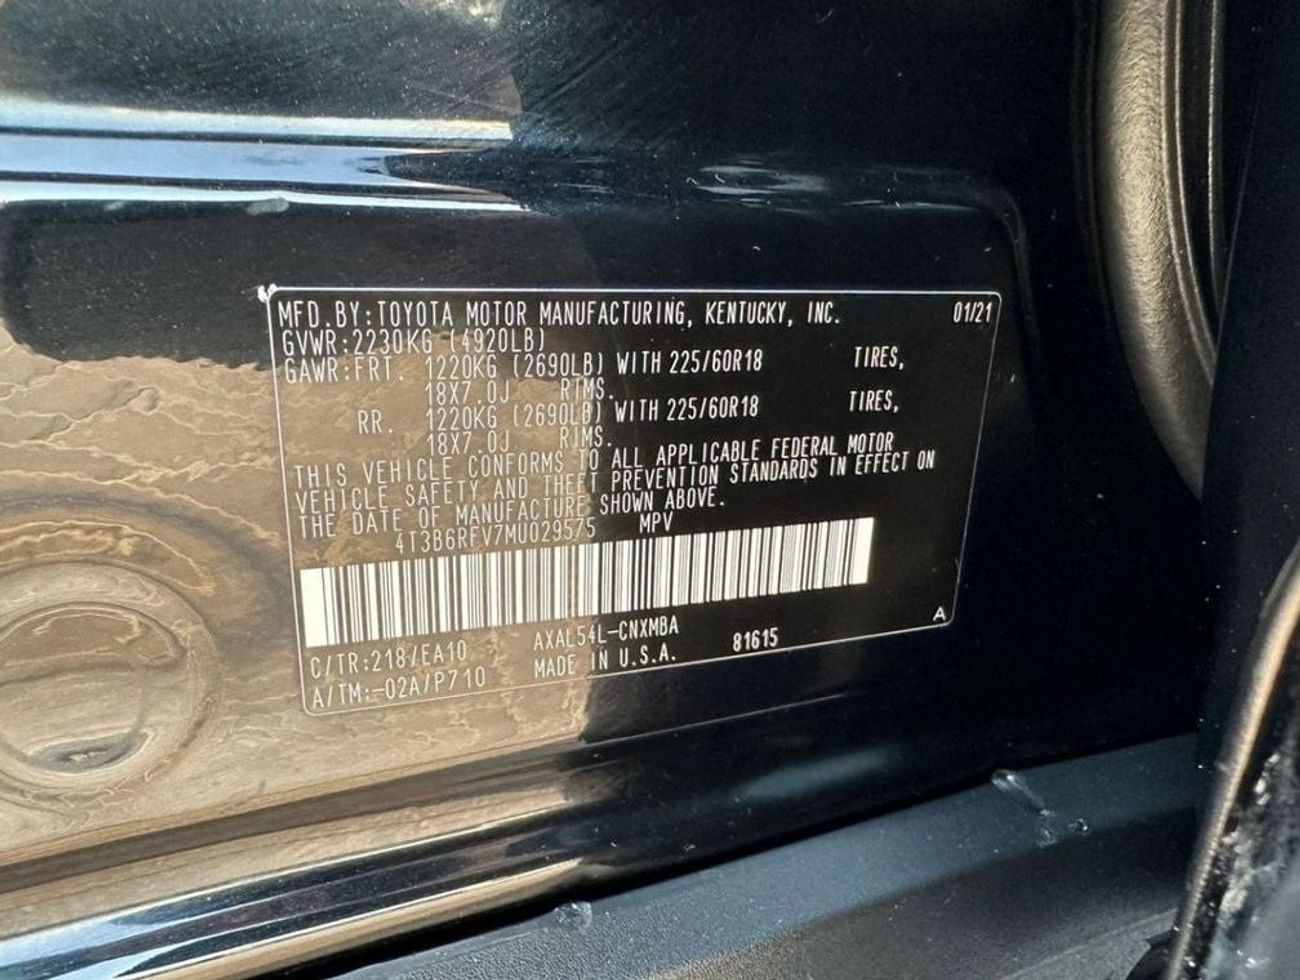 MFD.BY:TOYOTA MOTOR MANUFACTURING, KENTUCKY, INC. 01/21
GVWR:2230KG (4920LB)
GAWR:FRT. 1220KG (2690LB) WITH 225/60R18 TIRES,
18X7.0J RIMS.
RR. 1220KG (2690LB) WITH 225/60R18 TIRES,
18X7.0J RIMS.
THIS VEHICLE CONFORMS TO ALL APPLICABLE FEDERAL MOTOR
VEHICLE SAFETY AND THEFT PREVENTION STANDARDS IN EFFECT ON
THE DATE OF MANUFACTURE SHOWN ABOVE.
4T3B6RFV7MU029575 MPV
C/TR:218/EA10 AXAL54L-CNXMBA
A/TM:-02A/P710 MADE IN U.S.A. 81615 A